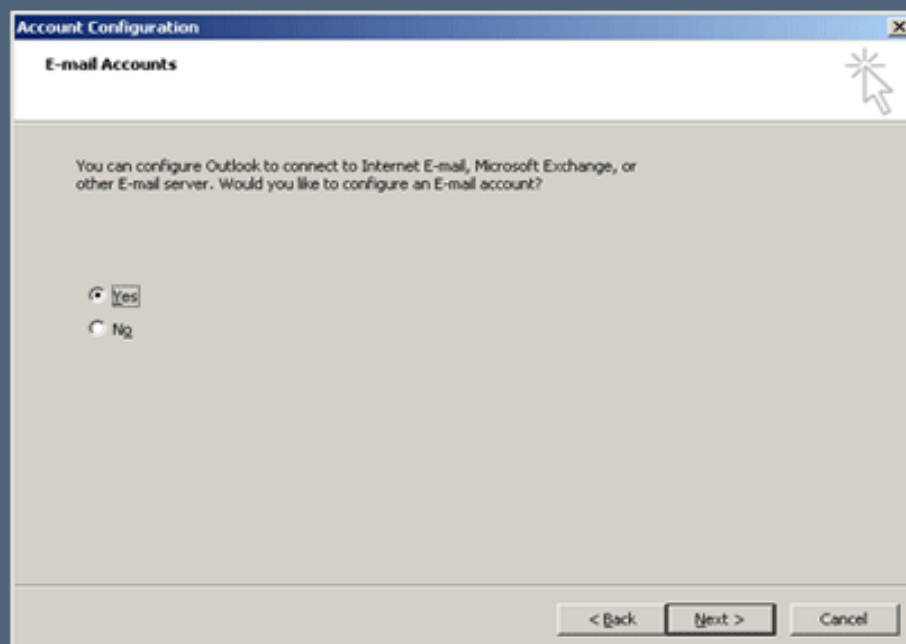 Account Configuration
E-mail Accounts
You can configure Outlook to connect to Internet E-mail, Microsoft Exchange, or
other E-mail server. Would you like to configure an E-mail account?
Yes
No
< Back Next > Cancel